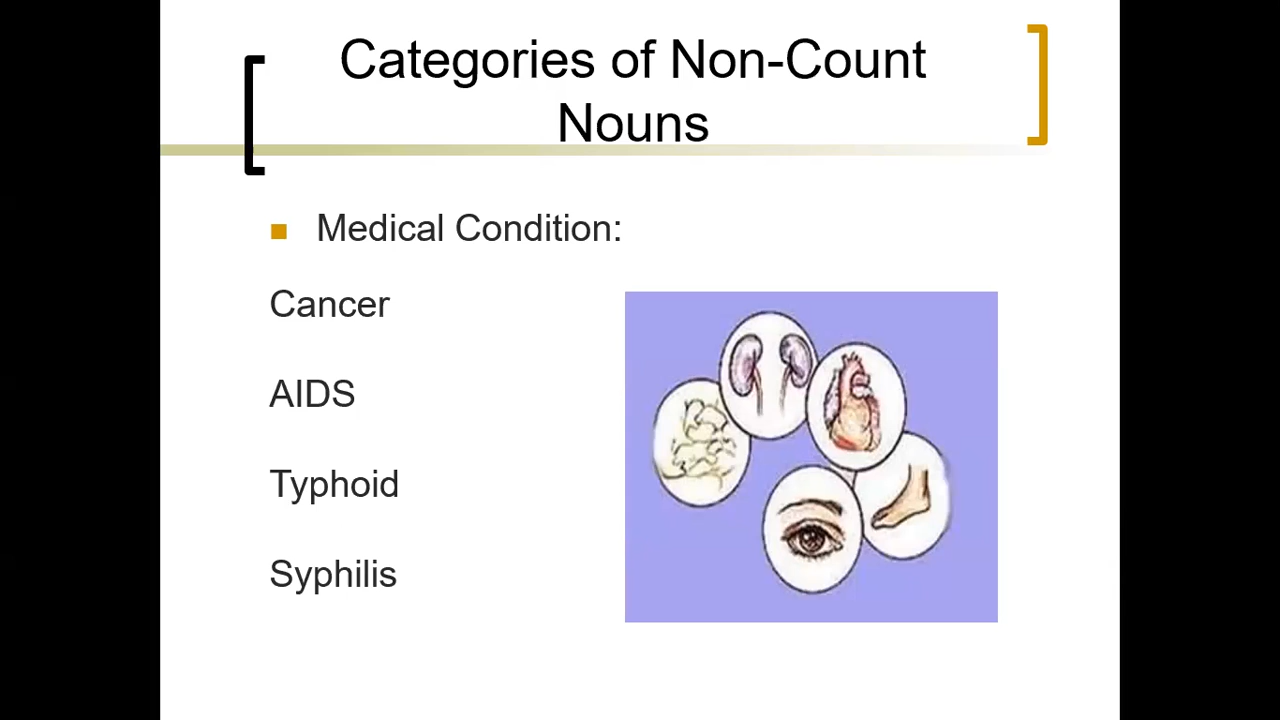 Categories of Non-Count
Nouns
Medical Condition:
Cancer
AIDS
Typhoid
Syphilis